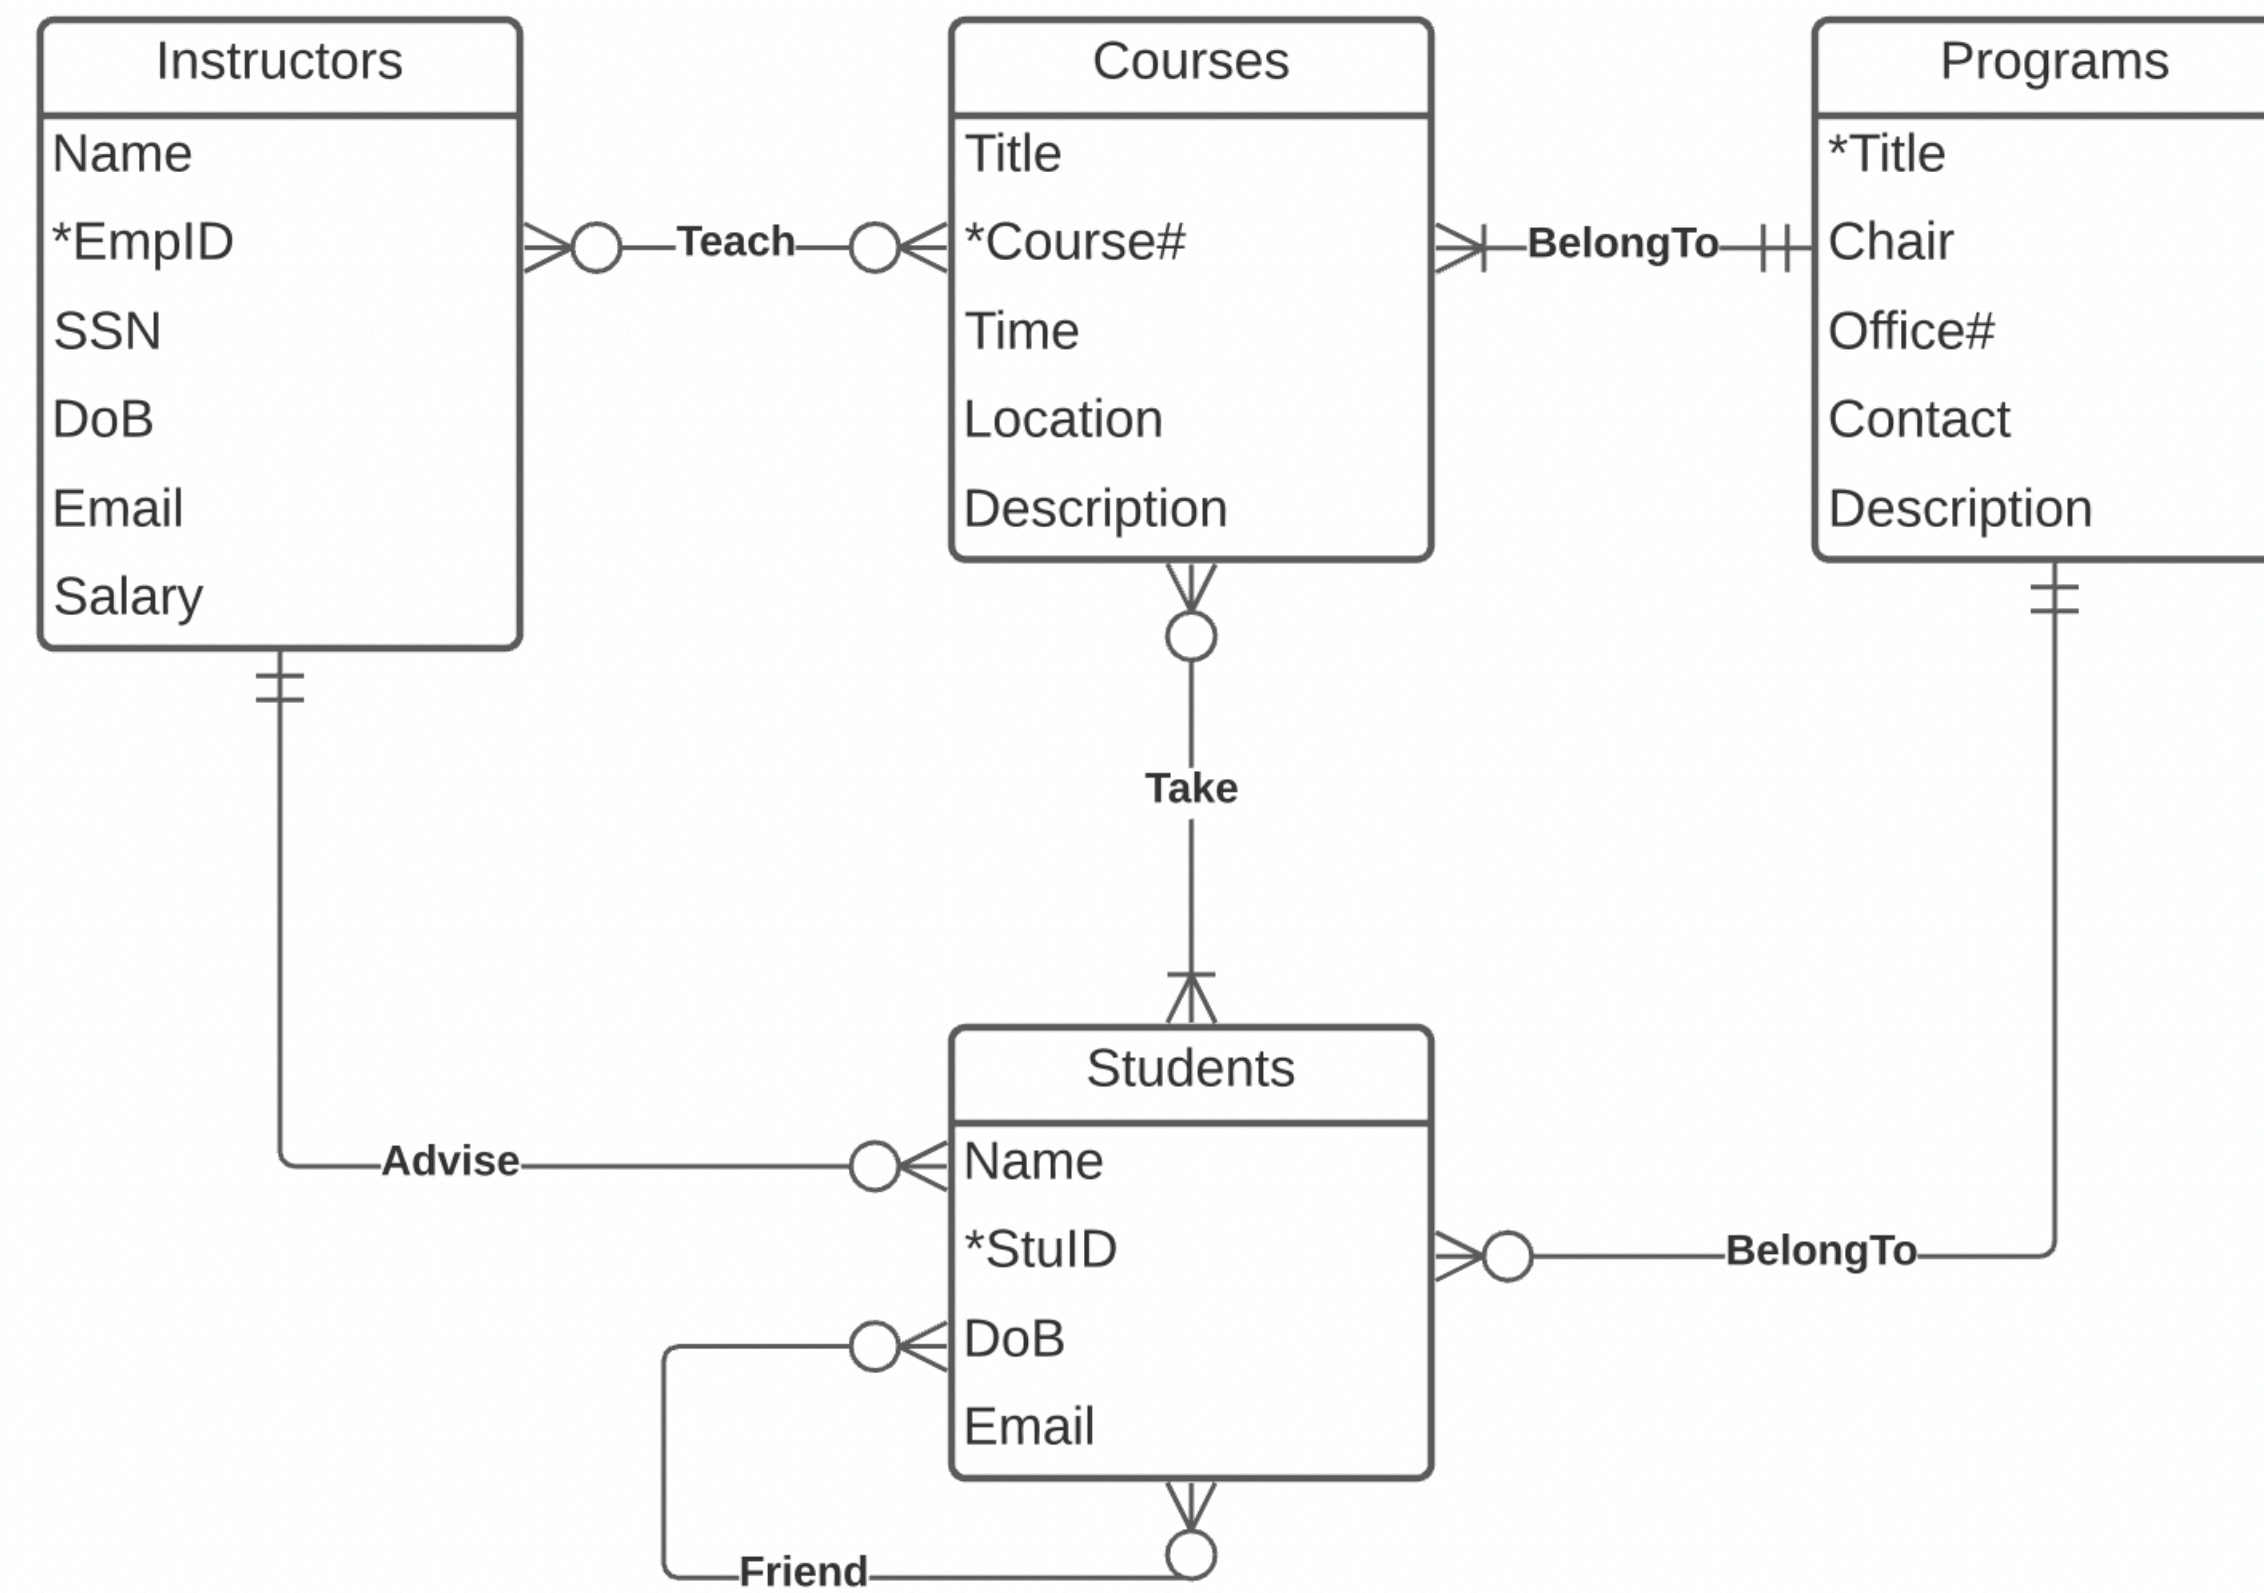 Instructors
Name
*EmpID
SSN
DoB
Email
Salary
Teach
Courses
Title
*Course#
Time
Location
Description
BelongTo
Programs
*Title
Chair
Office#
Contact
Description
Take
Advise
Students
Name
*StuID
DoB
Email
BelongTo
Friend